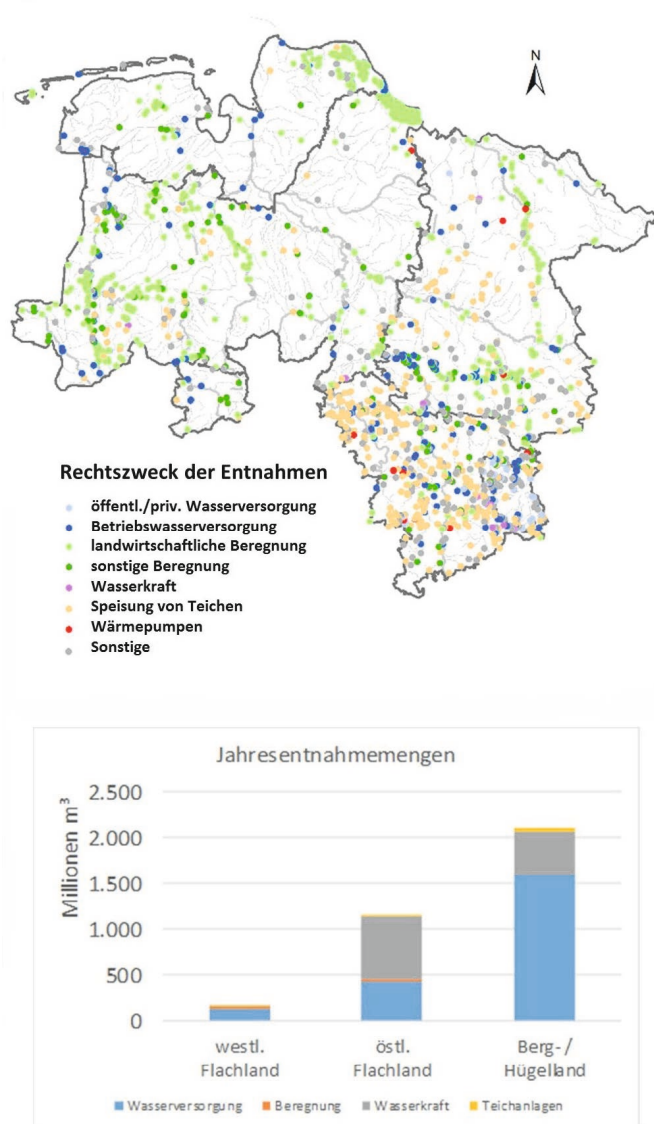 N
Rechtszweck der Entnahmen
öffentl./priv. Wasserversorgung
Betriebswasserversorgung
landwirtschaftliche Beregnung
sonstige Beregnung
Wasserkraft
Speisung von Teichen
Wärmepumpen
Sonstige
Jahresentnahmemengen
Millionen m³
2.500
2.000
1.500
1.000
500
0
westl.
Flachland
östl.
Flachland
Berg- /
Hügelland
Wasserversorgung Beregnung Wasserkraft Teichanlagen